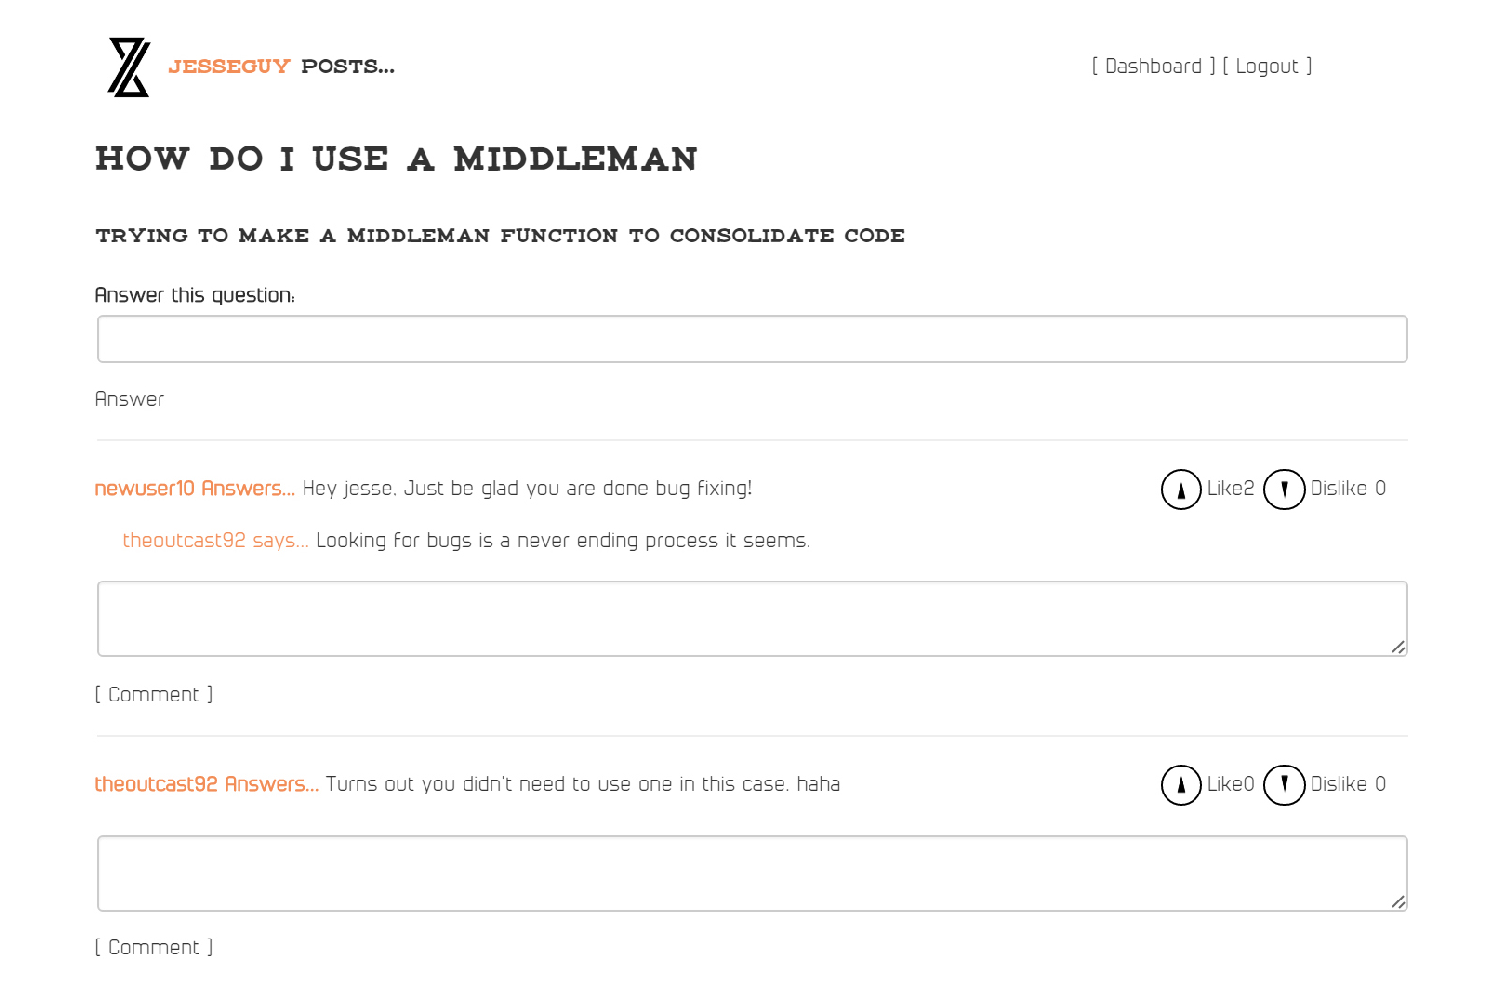 JESSEGUY POSTS...
[ Dashboard ] [ Logout ]
HOW DO I USE A MIDDLEMAN
TRYING TO MAKE A MIDDLEMAN FUNCTION TO CONSOLIDATE CODE
Answer this question:
Answer
newuser10 Answers... Hey jesse. Just be glad you are done bug fixing!
Like2 Dislike 0
theoutcast92 says... Looking for bugs is a never ending process it seems.
[ Comment ]
theoutcast92 Answers... Turns out you didn't need to use one in this case. haha
Like0 Dislike 0
[ Comment ]